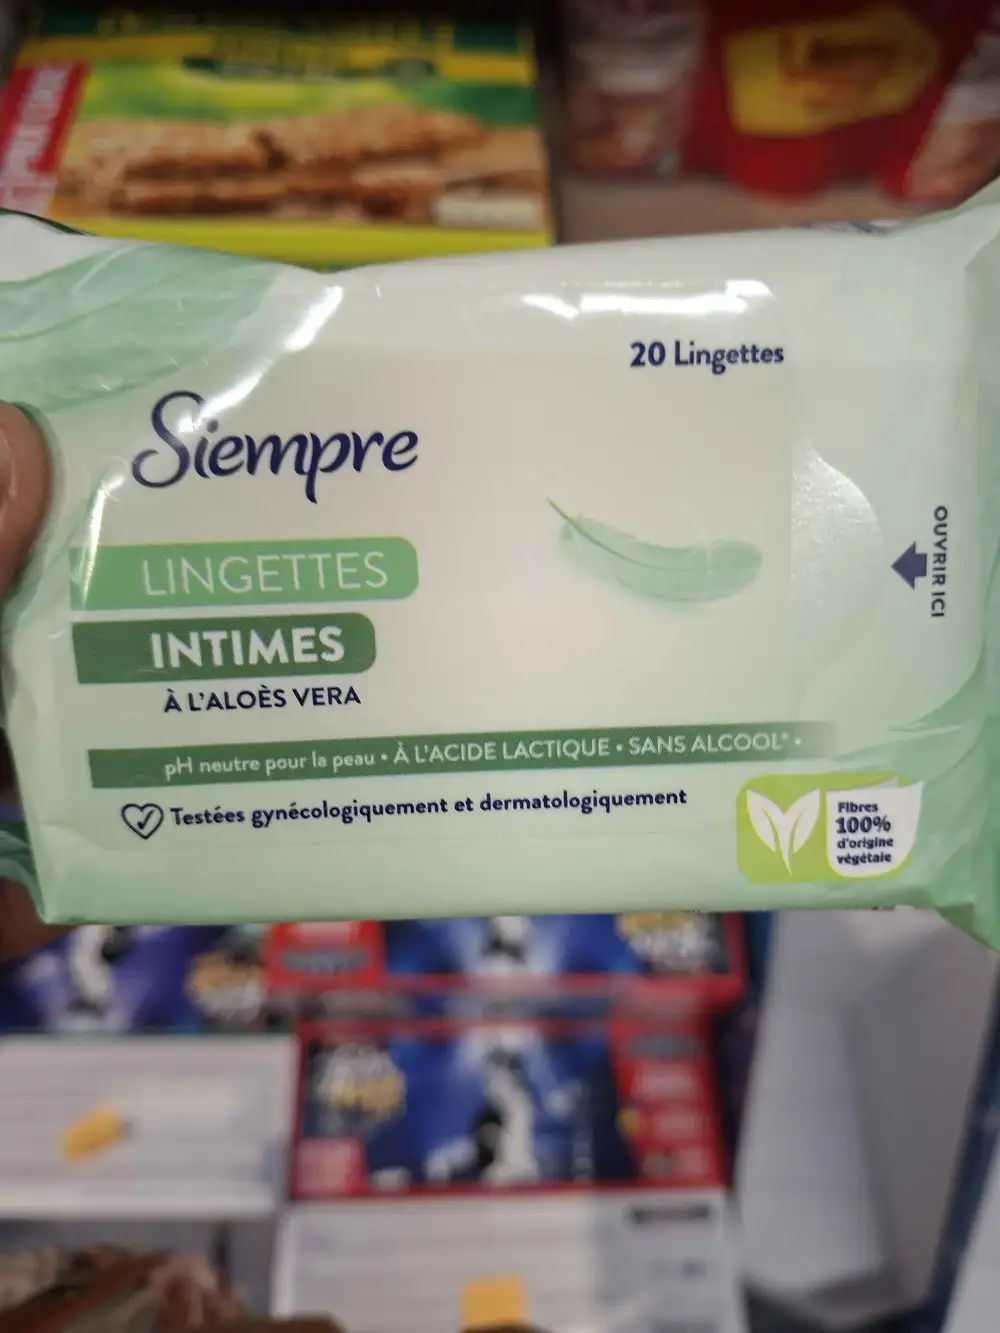 20 Lingettes
Siempre
LINGETTES
INTIMES
À L'ALOÈS VERA
OUVRIR ICI
pH neutre pour la peau • À L'ACIDE LACTIQUE • SANS ALCOOL* •
Testées gynécologiquement et dermatologiquement
Fibres
100%
d'origine
végétale